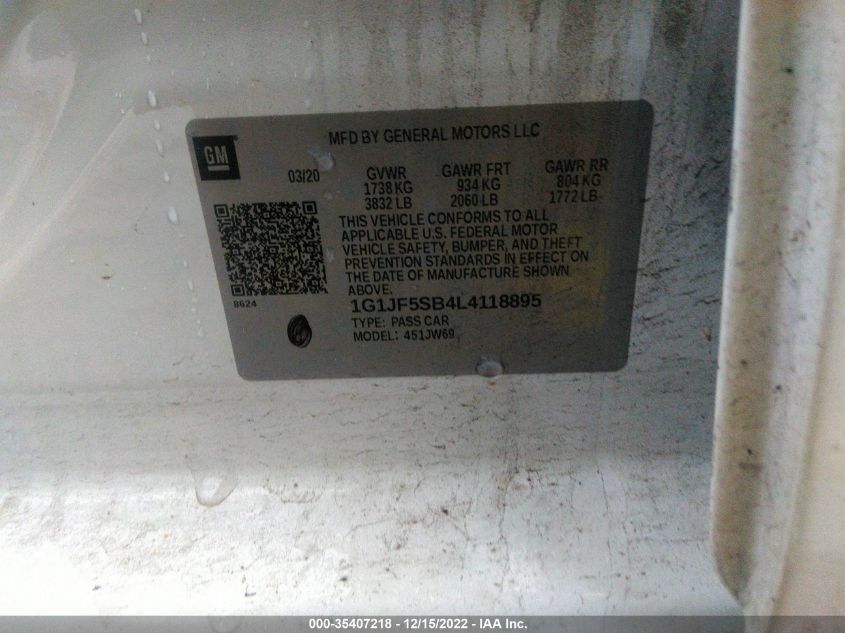 MFD BY GENERAL MOTORS LLC
GM
03/20 GVWR GAWR FRT GAWR RR
1738 KG 934 KG 804 KG
3832 LB 2060 LB 1772 LB
THIS VEHICLE CONFORMS TO ALL
APPLICABLE U.S. FEDERAL MOTOR
VEHICLE SAFETY, BUMPER, AND THEFT
PREVENTION STANDARDS IN EFFECT ON
THE DATE OF MANUFACTURE SHOWN
ABOVE.
8624
1G1JF5SB4L4118895
TYPE: PASS CAR
MODEL: 451JW69
000-35407218 - 12/15/2022 - IAA Inc.